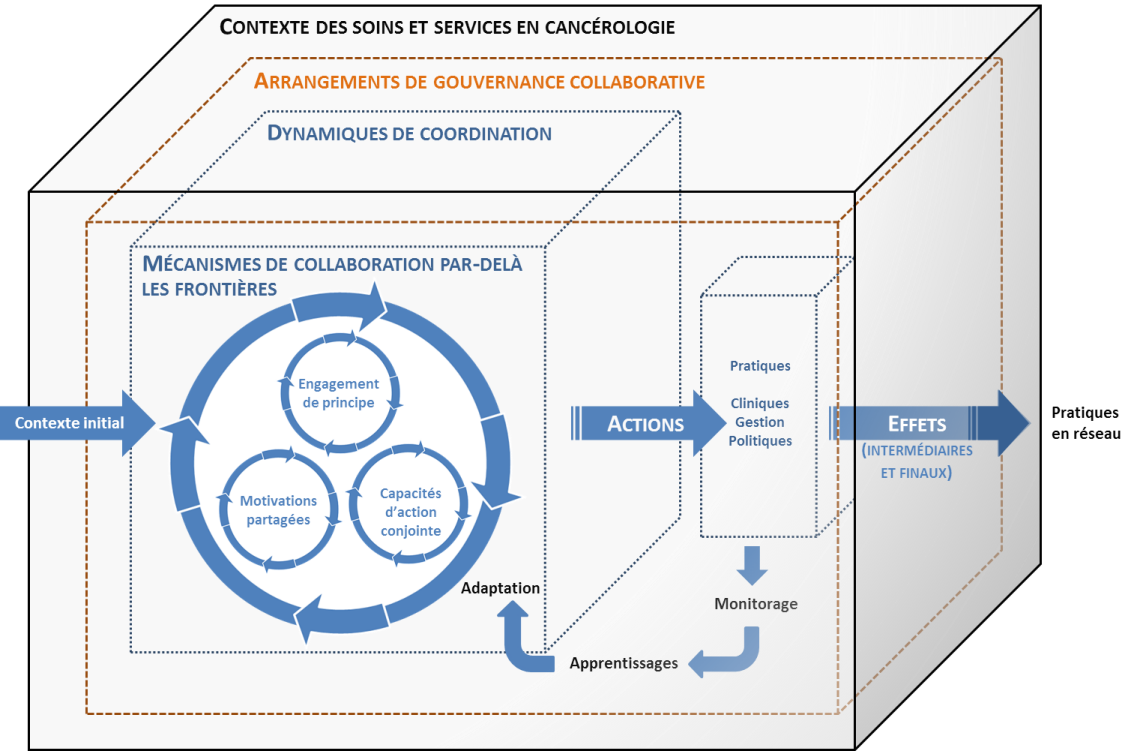 CONTEXTE DES SOINS ET SERVICES EN CANCÉROLOGIE
ARRANGEMENTS DE GOUVERNANCE COLLABORATIVE
DYNAMIQUES DE COORDINATION
MÉCANISMES DE COLLABORATION PAR-DELÀ
LES FRONTIÈRES
Engagement
de principe
Motivations
partagées
Capacités
d'action
conjointe
Contexte initial
ACTIONS
Pratiques
Cliniques
Gestion
Politiques
EFFETS
(INTERMÉDIAIRES
ET FINAUX)
Pratiques
en réseau
Adaptation
Monitorage
Apprentissages